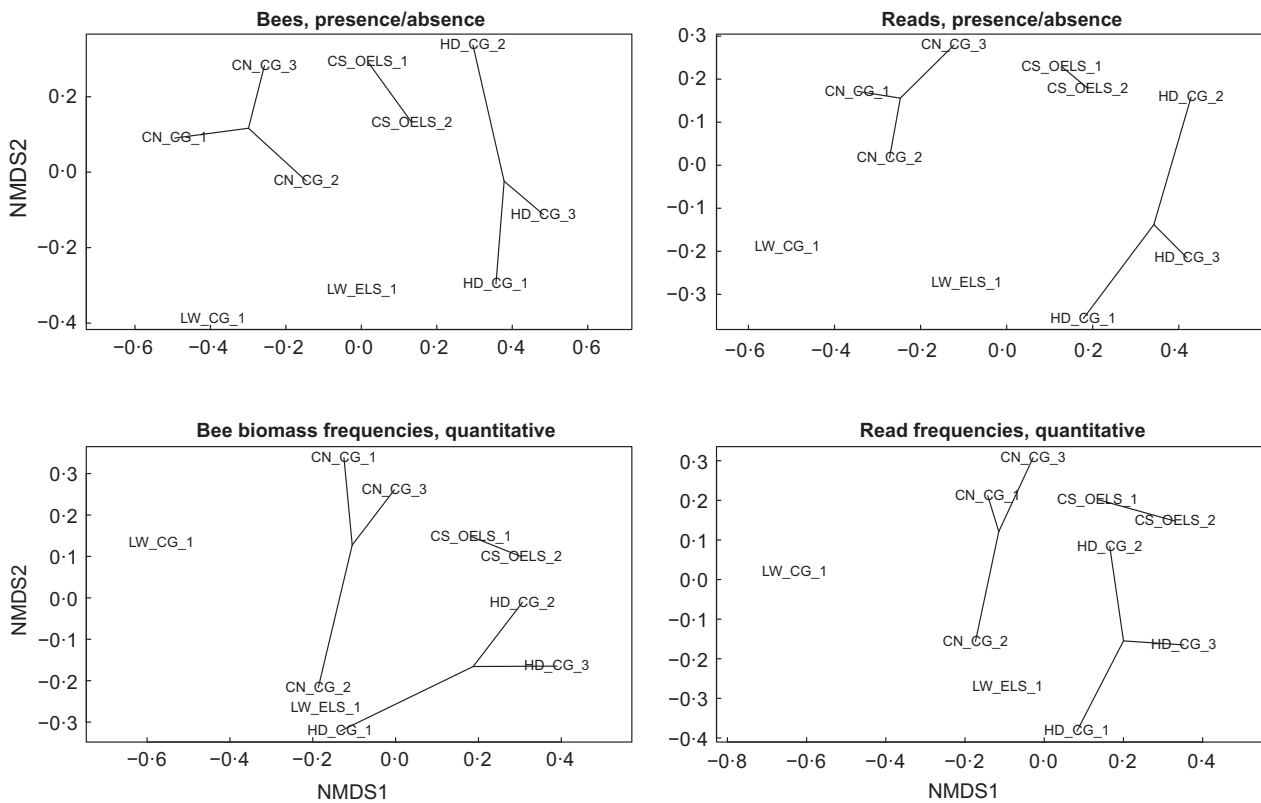 Bees, presence/absence
NMDS2
0·2
0·0
−0·2
−0·4
HD_CG_2
CN_CG_3
CS_OELS_1
CN_CG_1
CS_OELS_2
CN_CG_2
HD_CG_3
HD_CG_1
LW_ELS_1
LW_CG_1
−0·6 −0·4 −0·2 0·0 0·2 0·4 0·6
Reads, presence/absence
0·3
0·2
0·1
0·0
−0·1
−0·2
−0·3
CN_CG_3
CS_OELS_1
CN_CG_1
CS_OELS_2
HD_CG_2
CN_CG_2
LW_CG_1
HD_CG_3
LW_ELS_1
HD_CG_1
−0·6 −0·4 −0·2 0·0 0·2 0·4
Bee biomass frequencies, quantitative
NMDS2
0·3
0·2
0·1
0·0
−0·1
−0·2
−0·3
CN_CG_1
CN_CG_3
CS_OELS_1
LW_CG_1
CS_OELS_2
HD_CG_2
HD_CG_3
CN_CG_2
LW_ELS_1
HD_CG_1
−0·6 −0·4 −0·2 0·0 0·2 0·4
NMDS1
Read frequencies, quantitative
0·3
0·2
0·1
0·0
−0·1
−0·2
−0·3
−0·4
CN_CG_3
CN_CG_1
CS_OELS_1
CS_OELS_2
HD_CG_2
LW_CG_1
CN_CG_2
HD_CG_3
LW_ELS_1
HD_CG_1
−0·8 −0·6 −0·4 −0·2 0·0 0·2 0·4
NMDS1